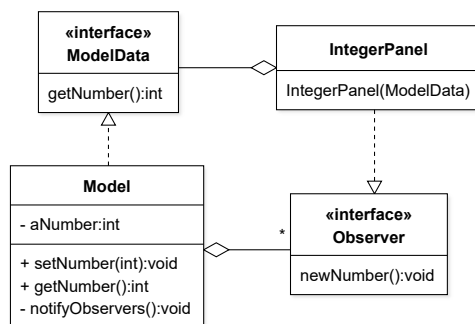 «interface»
ModelData
getNumber():int
IntegerPanel
IntegerPanel(ModelData)
Model
- aNumber:int
+ setNumber(int):void
+ getNumber():int
- notifyObservers():void
*
«interface»
Observer
newNumber():void